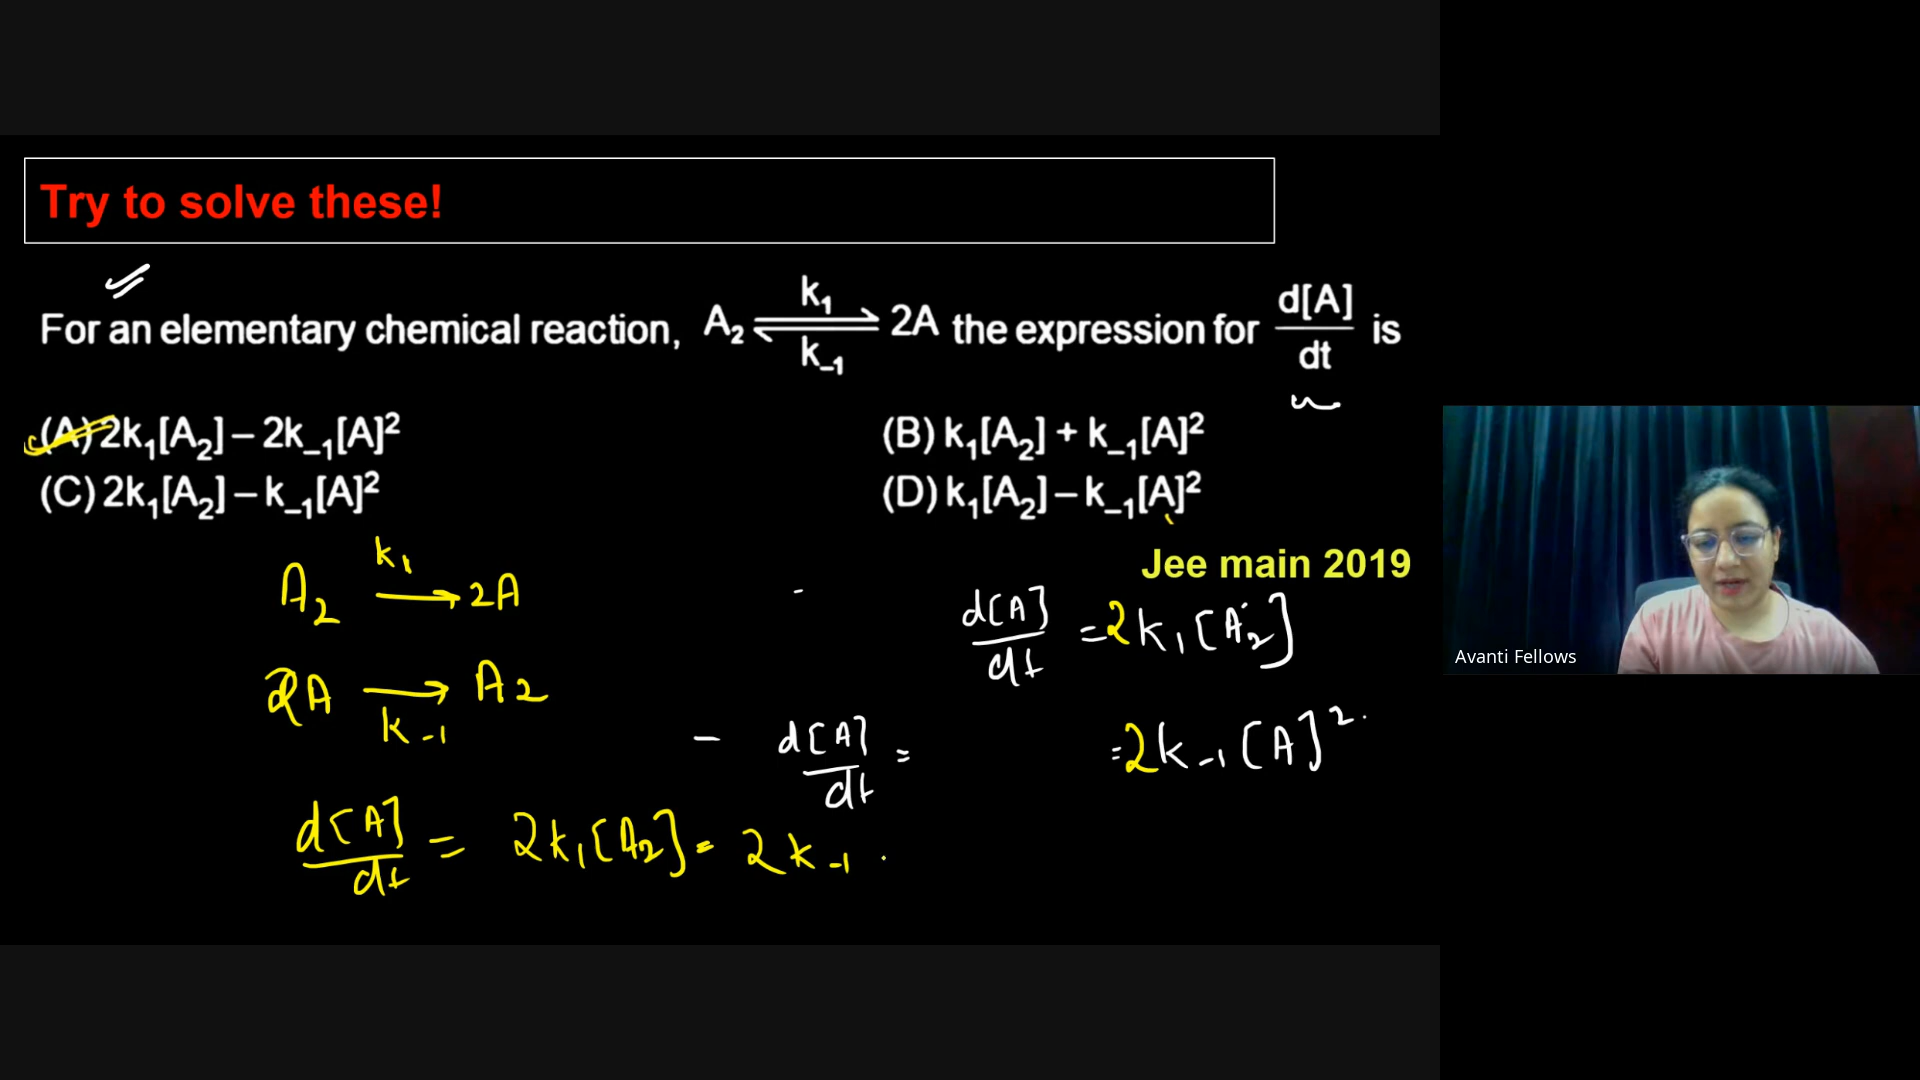 Try to solve these!
For an elementary chemical reaction, A₂ ⇌ 2A the expression for d[A]/dt is
k₁
k₋₁
(A) 2k₁[A₂] – 2k₋₁[A]² (B) k₁[A₂] + k₋₁[A]²
(C) 2k₁[A₂] – k₋₁[A]² (D) k₁[A₂] – k₋₁[A]²
Jee main 2019
A₂ →(k₁) 2A
d[A]/dt = 2k₁[A₂]
2A →(k₋₁) A₂
– d[A]/dt = = 2k₋₁[A]²
d[A]/dt = 2k₁[A₂] - 2k₋₁
Avanti Fellows